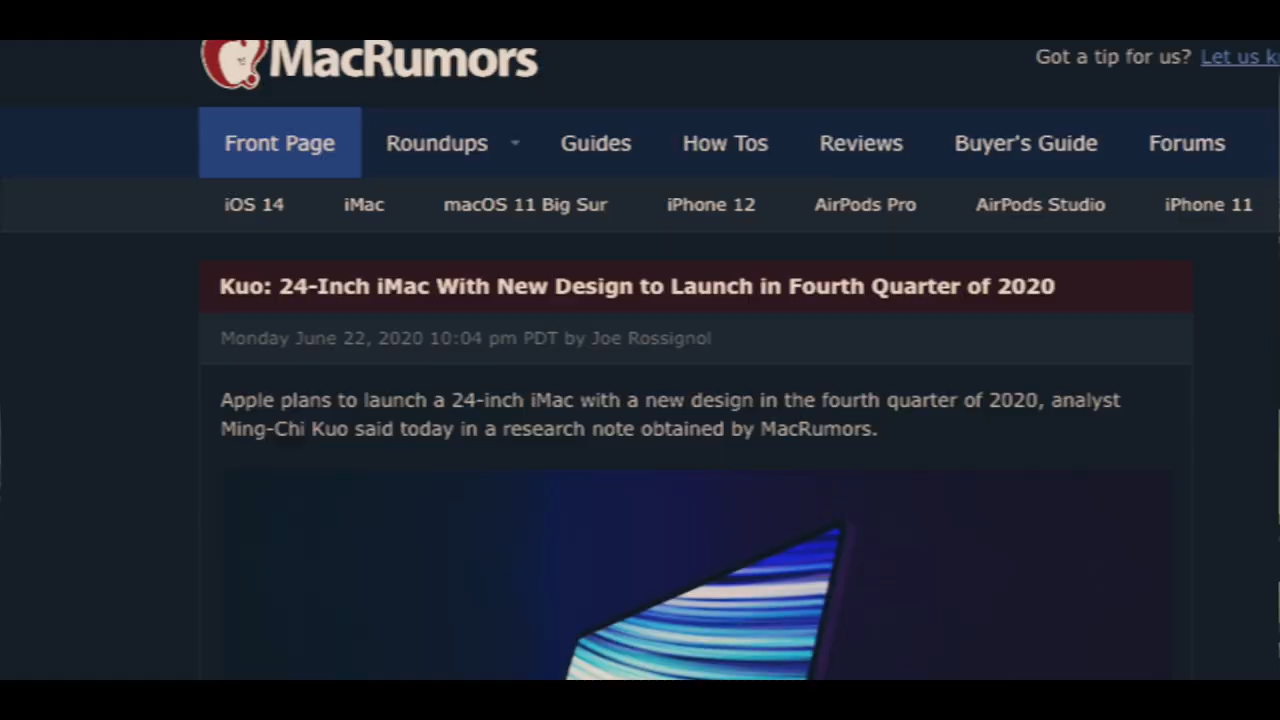 MacRumors
Got a tip for us? Let us k
Front Page Roundups Guides How Tos Reviews Buyer's Guide Forums
iOS 14 iMac macOS 11 Big Sur iPhone 12 AirPods Pro AirPods Studio iPhone 11
Kuo: 24-Inch iMac With New Design to Launch in Fourth Quarter of 2020
Monday June 22, 2020 10:04 pm PDT by Joe Rossignol
Apple plans to launch a 24-inch iMac with a new design in the fourth quarter of 2020, analyst
Ming-Chi Kuo said today in a research note obtained by MacRumors.